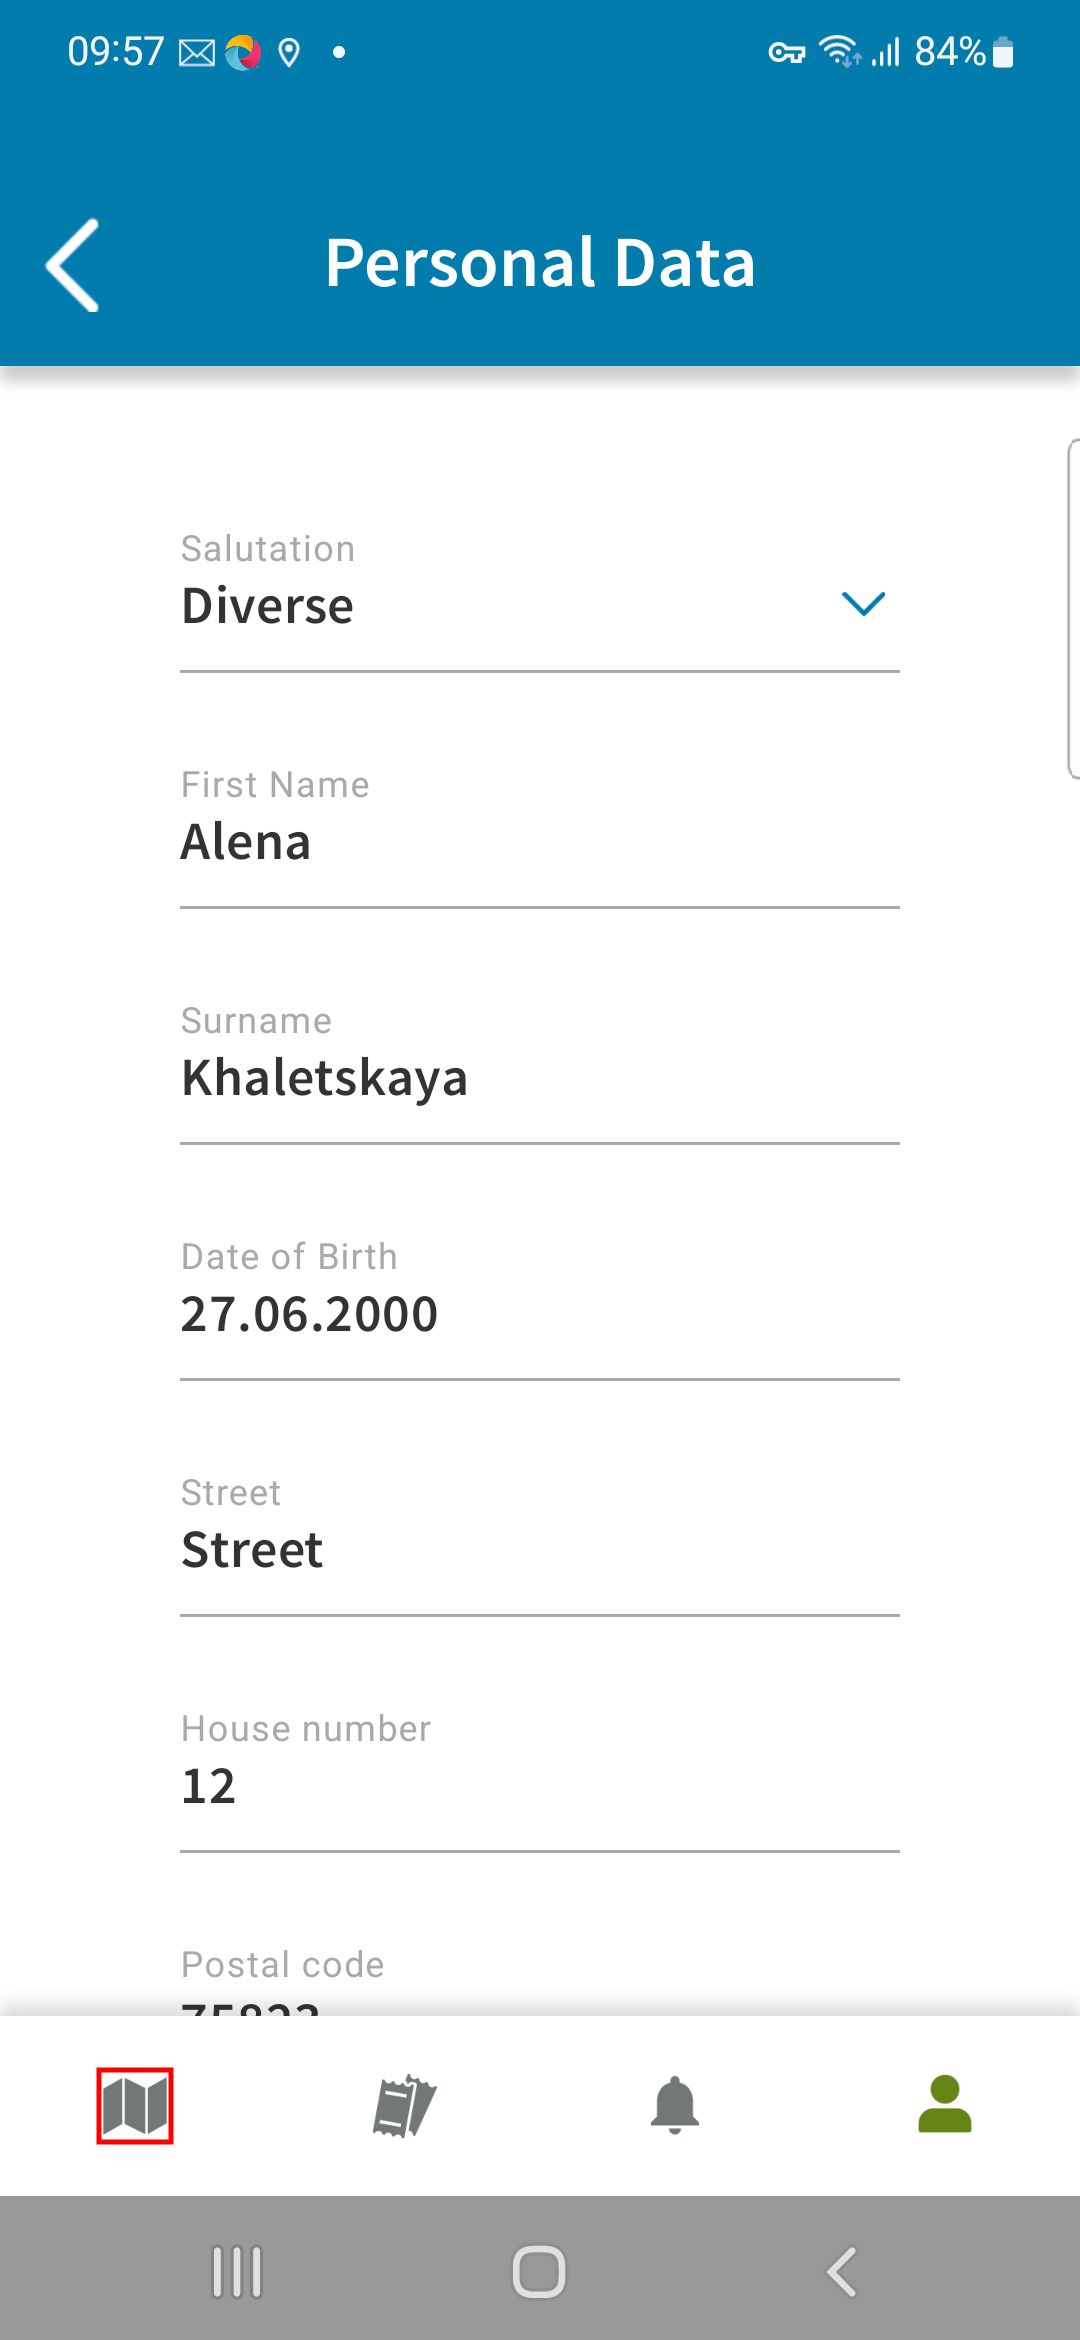 09:57
84%
Personal Data
Salutation
Diverse
First Name
Alena
Surname
Khaletskaya
Date of Birth
27.06.2000
Street
Street
House number
12
Postal code